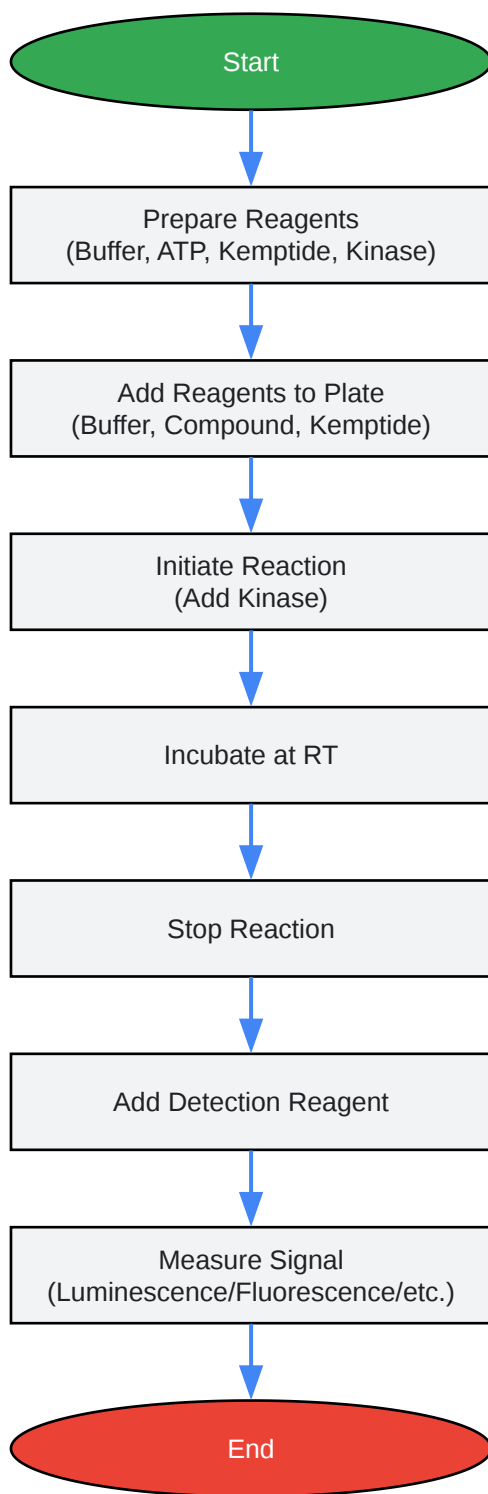 Start
Prepare Reagents
(Buffer, ATP, Kemptide, Kinase)
Add Reagents to Plate
(Buffer, Compound, Kemptide)
Initiate Reaction
(Add Kinase)
Incubate at RT
Stop Reaction
Add Detection Reagent
Measure Signal
(Luminescence/Fluorescence/etc.)
End